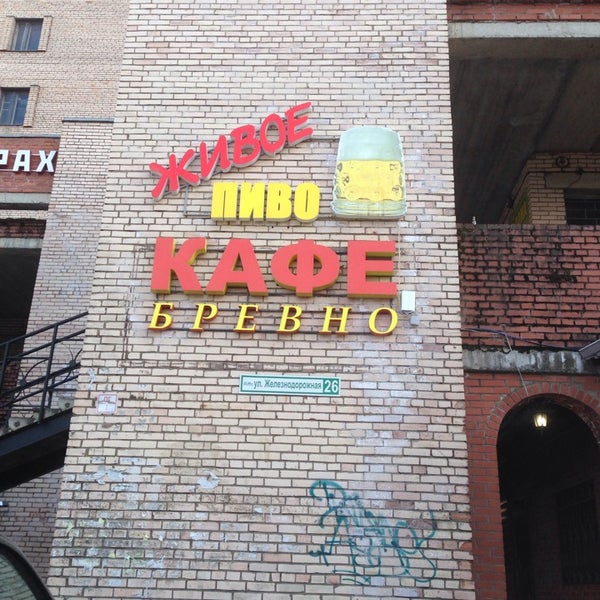 РАХ
ЖИВОЕ
ПИВО
КАФЕ
БРЕВНО
ул. Железнодорожная 26